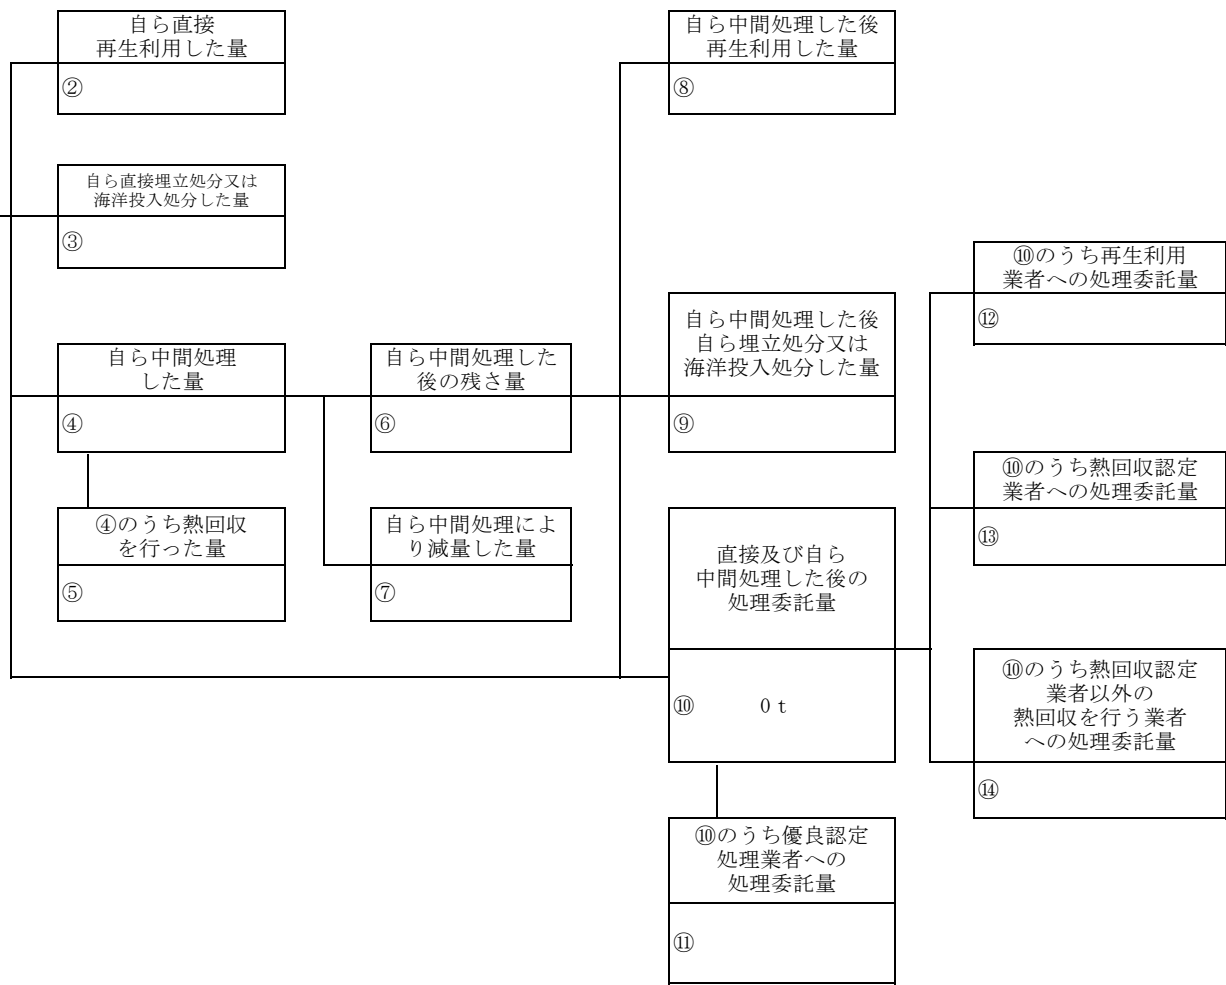 自ら直接
再生利用した量
②
自ら中間処理した後
再生利用した量
⑧
自ら直接埋立処分又は
海洋投入処分した量
③
⑩のうち再生利用
業者への処理委託量
⑫
自ら中間処理した後
自ら埋立処分又は
海洋投入処分した量
⑨
自ら中間処理
した量
④
自ら中間処理した
後の残さ量
⑥
⑩のうち熱回収認定
業者への処理委託量
⑬
④のうち熱回収
を行った量
⑤
自ら中間処理によ
り減量した量
⑦
直接及び自ら
中間処理した後の
処理委託量
⑩ 0 t
⑩のうち熱回収認定
業者以外の
熱回収を行う業者
への処理委託量
⑭
⑩のうち優良認定
処理業者への
処理委託量
⑪